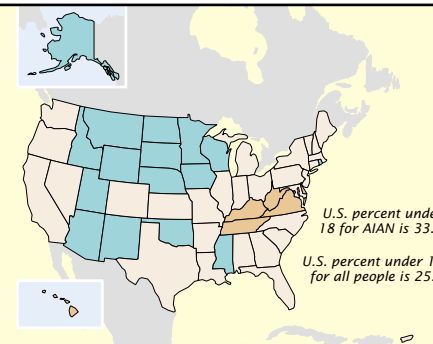 U.S. percent unde
18 for AIAN is 33.
U.S. percent under 1
for all people is 25.